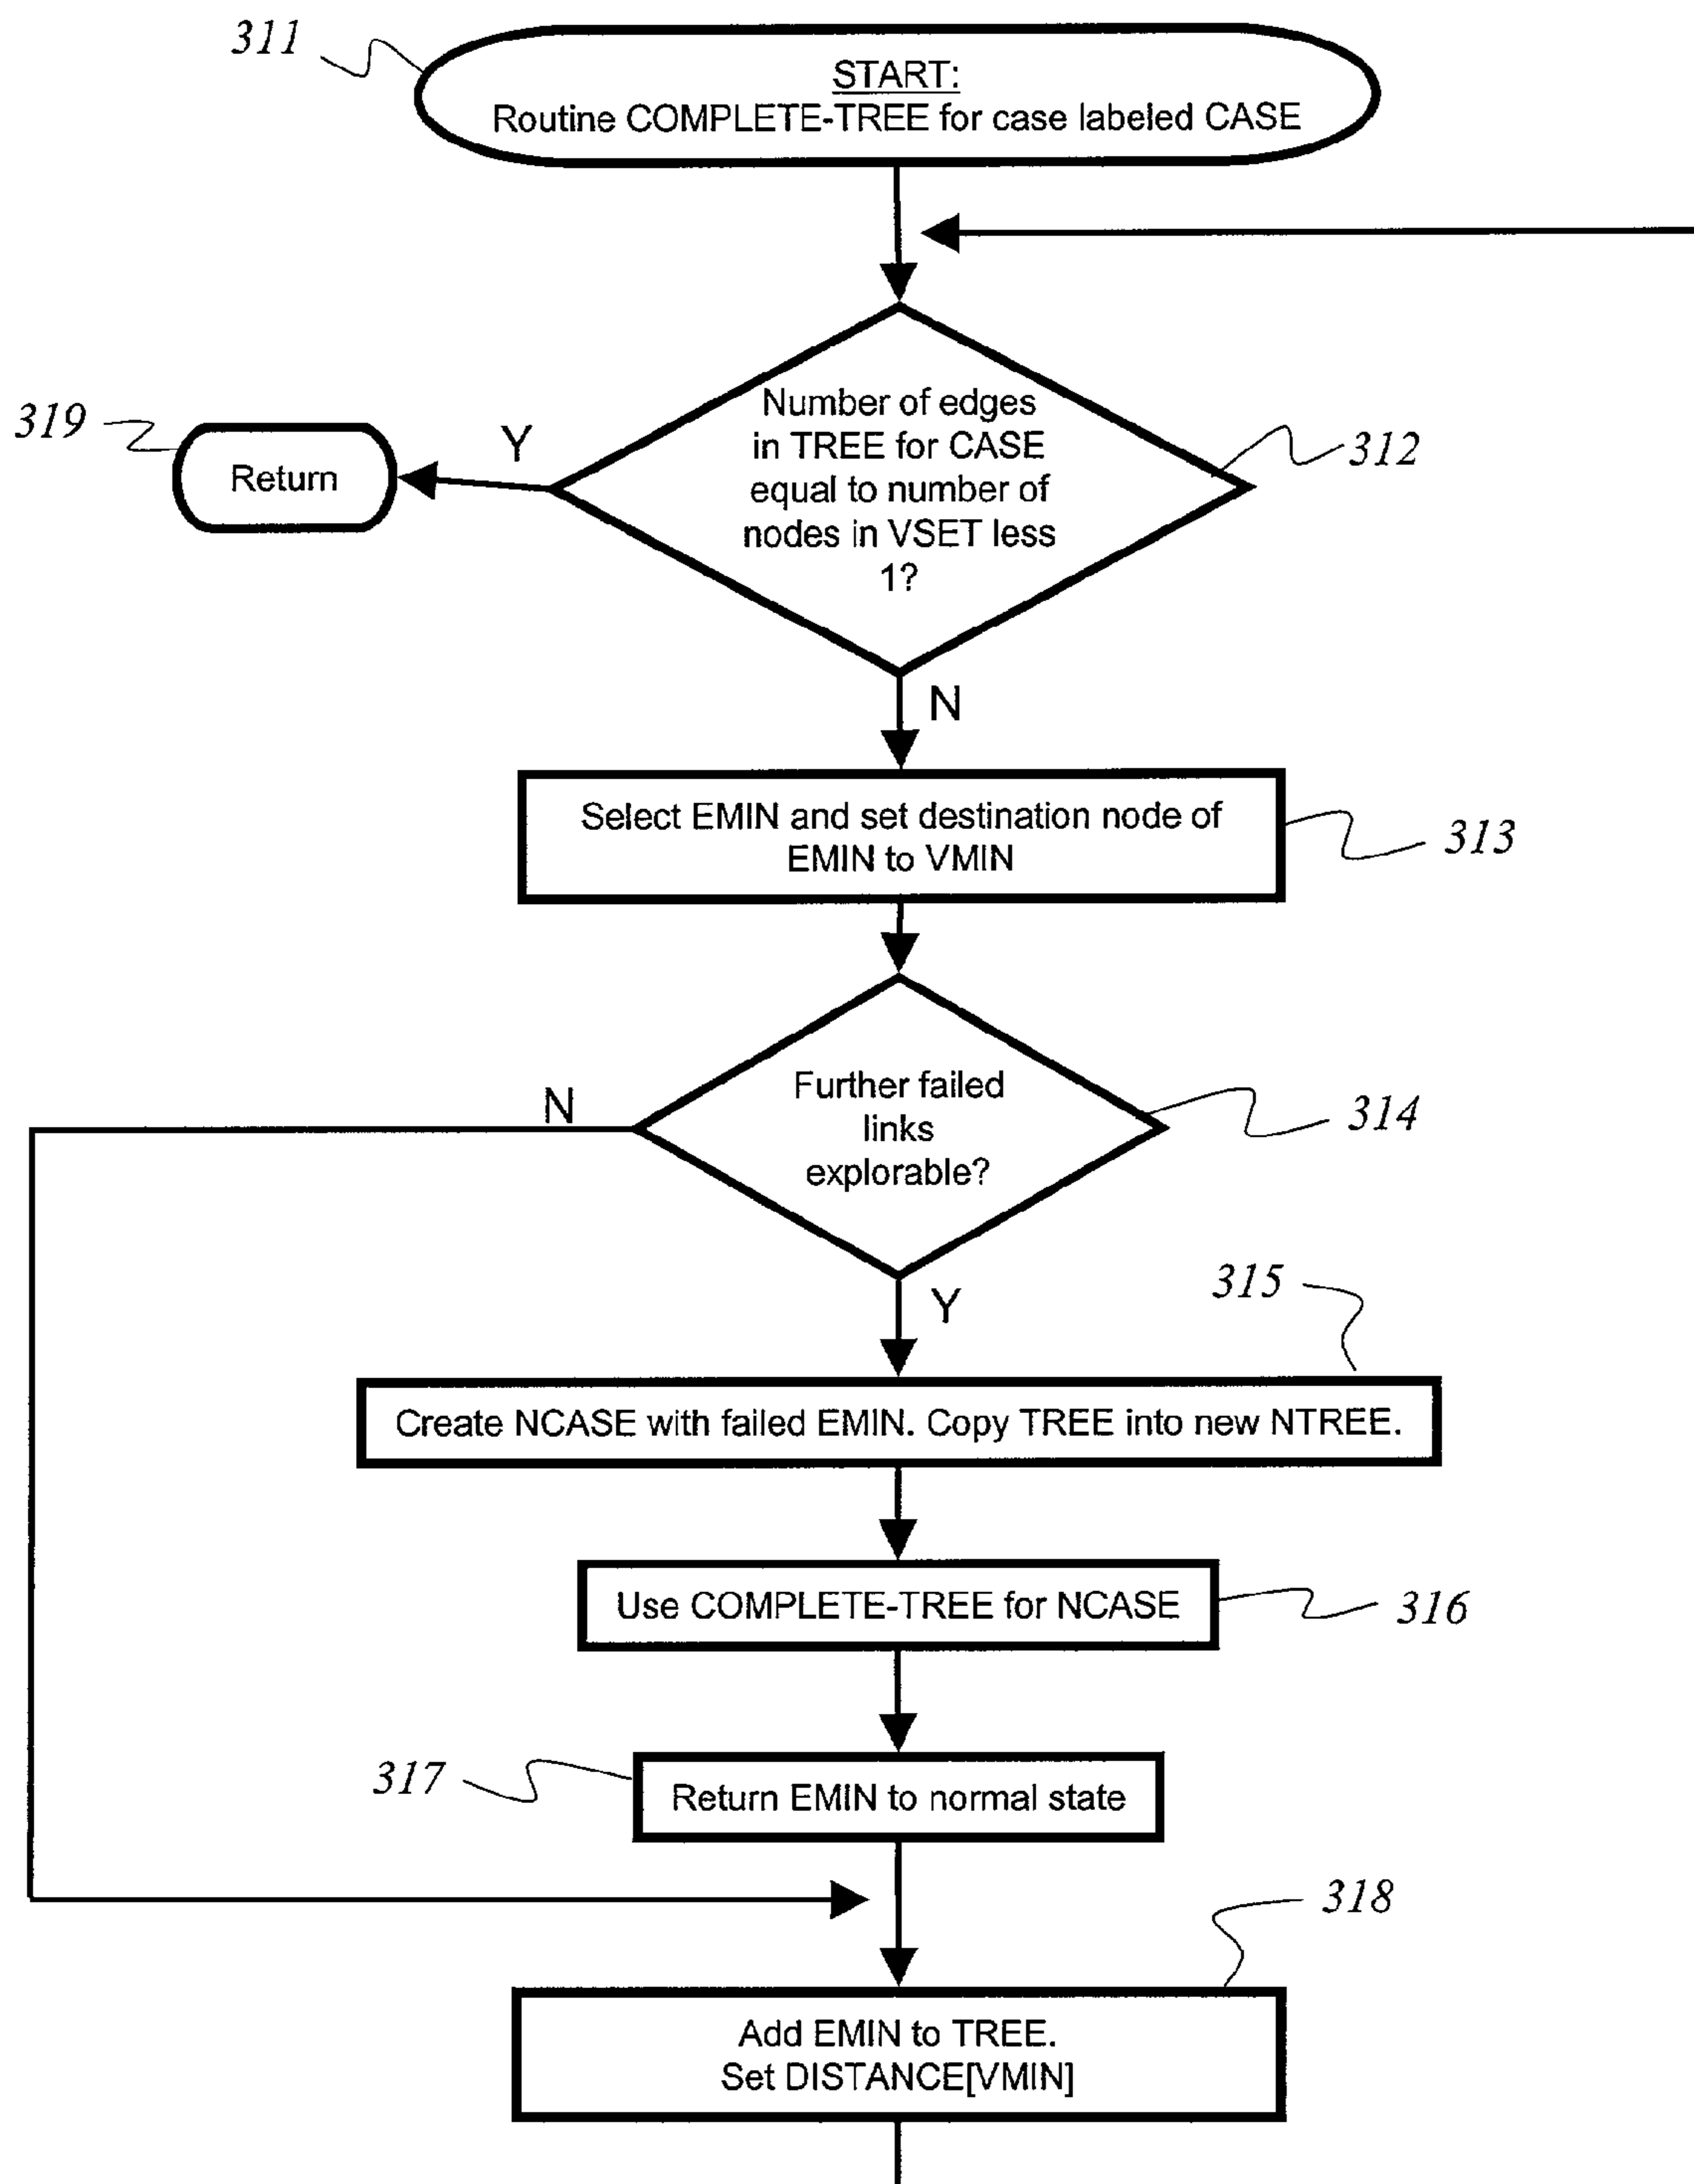 311
START:
Routine COMPLETE-TREE for case labeled CASE
319
Return
Y
Number of edges
in TREE for CASE
equal to number of
nodes in VSET less
1?
312
N
Select EMIN and set destination node of
EMIN to VMIN
313
N
Further failed
links
explorable?
314
Y
315
Create NCASE with failed EMIN. Copy TREE into new NTREE.
Use COMPLETE-TREE for NCASE
316
317
Return EMIN to normal state
318
Add EMIN to TREE.
Set DISTANCE[VMIN]